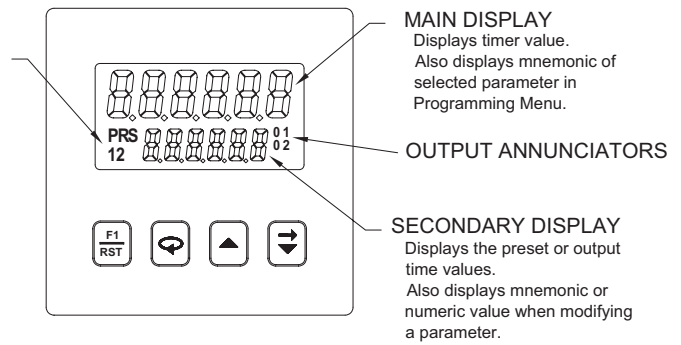 MAIN DISPLAY
Displays timer value.
Also displays mnemonic of
selected parameter in
Programming Menu.
PRS
12
01
02
OUTPUT ANNUNCIATORS
SECONDARY DISPLAY
Displays the preset or output
time values.
Also displays mnemonic or
numeric value when modifying
a parameter.
F1
RST